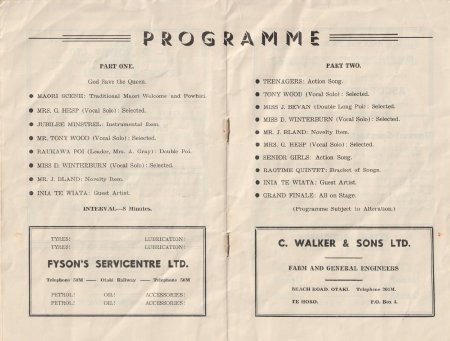 PROGRAMME
PART ONE.
God Save the Queen.
MAORI SCENE: Traditional Maori Welcome and Powhiri.
MRS. G. HESP (Vocal Solo): Selected.
JUBILEE MINSTREL: Instrumental Item.
MR. TONY WOOD (Vocal Solo): Selected.
RAUKAWA POI (Leader, Mrs. A. Gray): Double Poi.
MISS D. WINTERBURN (Vocal Solo): Selected.
MR. J. BLAND: Novelty Item.
INIA TE WIATA: Guest Artist.
INTERVAL—8 Minutes.
TYRES! LUBRICATION!
TYRES! LUBRICATION!
FYSON'S SERVICENTRE LTD.
Telephone 50M — Otaki Railway — Telephone 50M
PETROL! OIL! ACCESSORIES!
PETROL! OIL! ACCESSORIES!
PART TWO.
TEENAGERS: Action Song.
TONY WOOD (Vocal Solo): Selected.
MISS J. BEVAN (Double Long Poi): Selected.
MISS D. WINTERBURN (Vocal Solo): Selected.
MR. J. BLAND: Novelty Item.
MRS. G. HESP (Vocal Solo): Selected.
SENIOR GIRLS: Action Song.
RAGTIME QUINTET: Bracket of Songs.
INIA TE WIATA: Guest Artist.
GRAND FINALE: All on Stage.
(Programme Subject to Alteration.)
C. WALKER & SONS LTD.
FARM AND GENERAL ENGINEERS
BEACH ROAD, OTAKI. Telephone 201M.
TE HORO. P.O. Box 4.